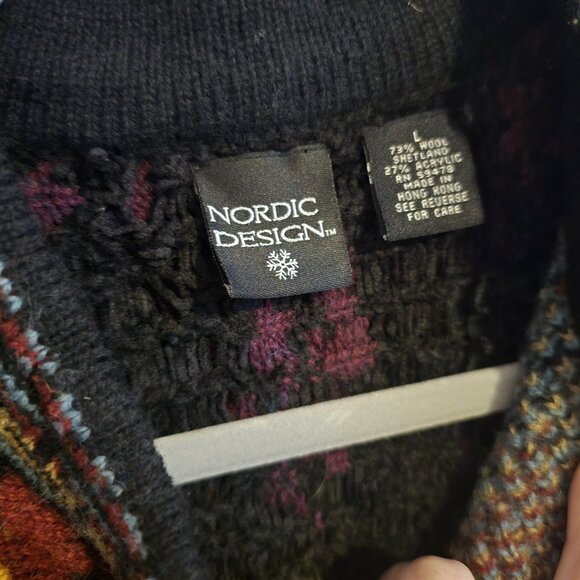 NORDIC
DESIGN™
L
73% WOOL
SHETLAND
27% ACRYLIC
RN 59478
MADE IN
HONG KONG
SEE REVERSE
FOR CARE